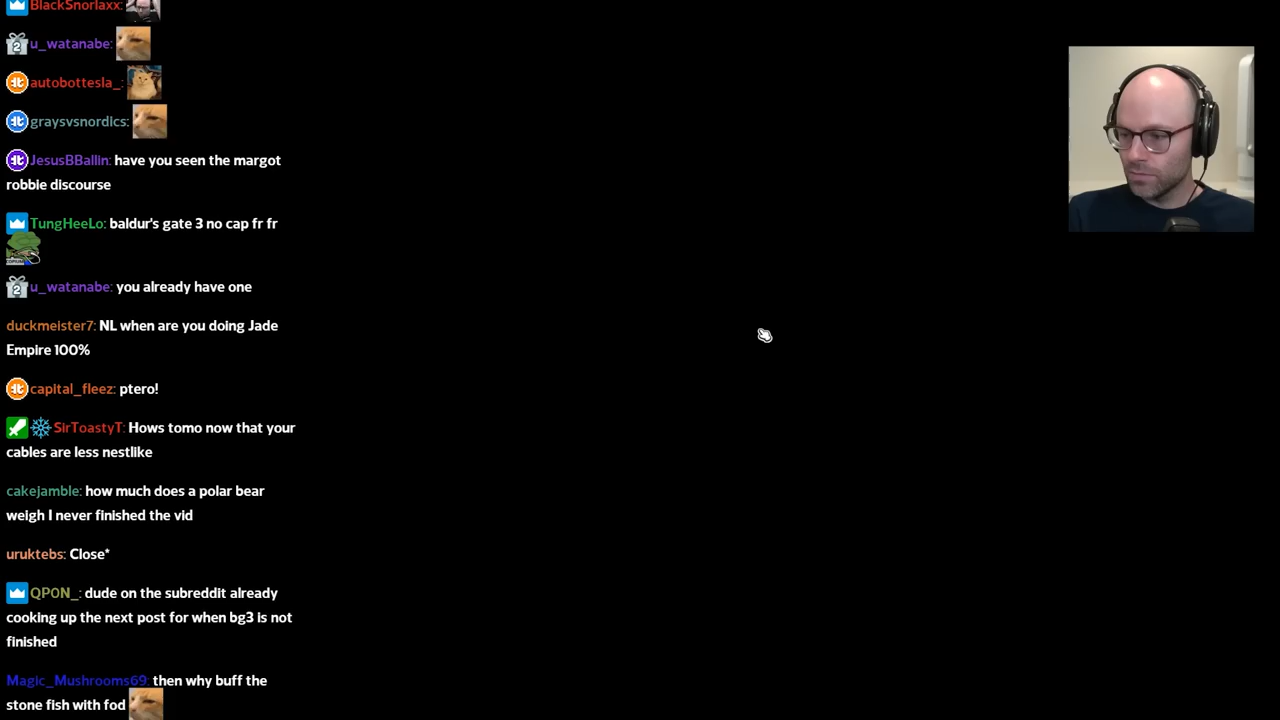 BlackSnorlaxx:
2 u_watanabe:
autobottesla_:
graysvsnordics:
JesusBBallin: have you seen the margot
robbie discourse
TungHeeLo: baldur's gate 3 no cap fr fr
2 u_watanabe: you already have one
duckmeister7: NL when are you doing Jade
Empire 100%
capital_fleez: ptero!
SirToastyT: Hows tomo now that your
cables are less nestlike
cakejamble: how much does a polar bear
weigh I never finished the vid
uruktebs: Close*
QP0N_: dude on the subreddit already
cooking up the next post for when bg3 is not
finished
Magic_Mushrooms69: then why buff the
stone fish with fod